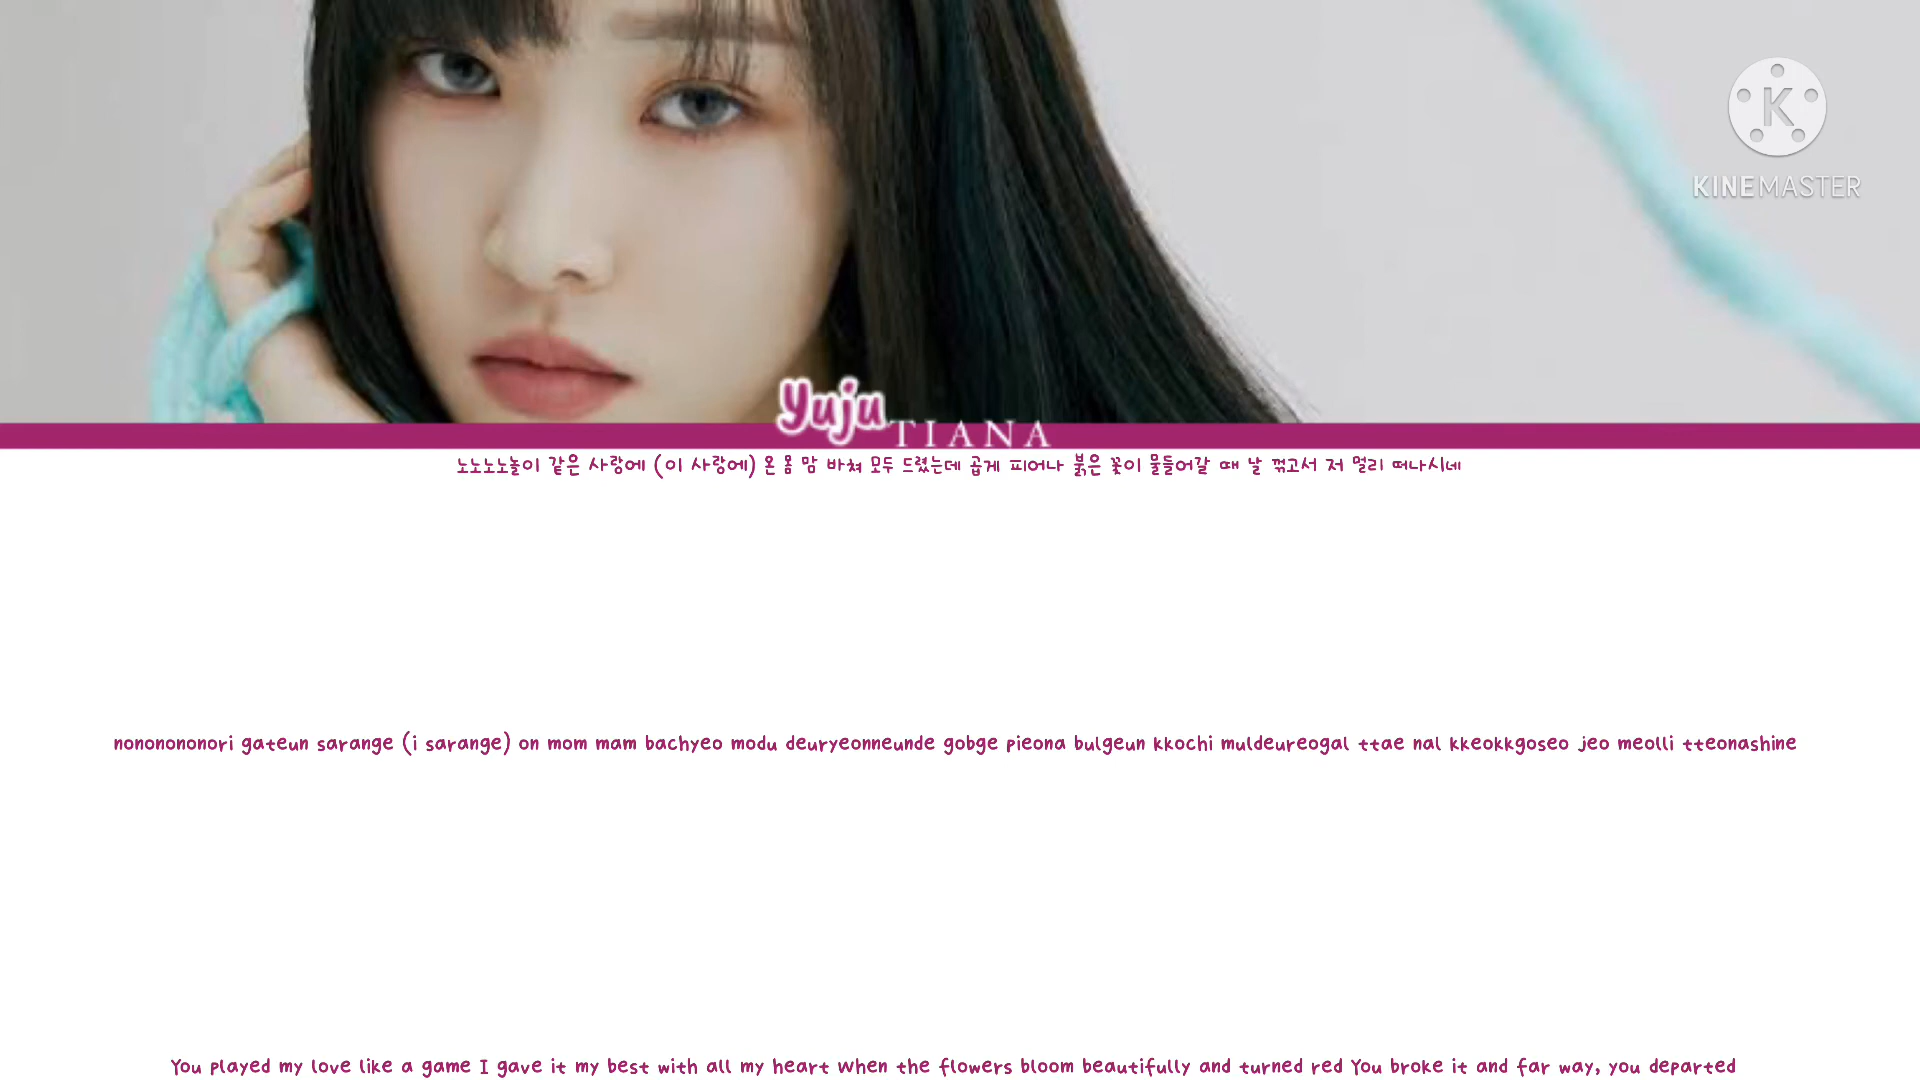 KINEMASTER
Yuju
TIANA
노노노노놀이 같은 사랑에 (이 사랑에) 온 몸 맘 바쳐 모두 드렸는데 곱게 피어나 붉은 꽃이 물들어갈 때 날 꺾고서 저 멀리 떠나시네
nononononori gateun sarange (i sarange) on mom mam bachyeo modu deuryeonneunde gobge pieona bulgeun kkochi muldeureogal ttae nal kkeokkgoseo jeo meolli tteonashine
You played my love like a game I gave it my best with all my heart When the flowers bloom beautifully and turned red You broke it and far way, you departed